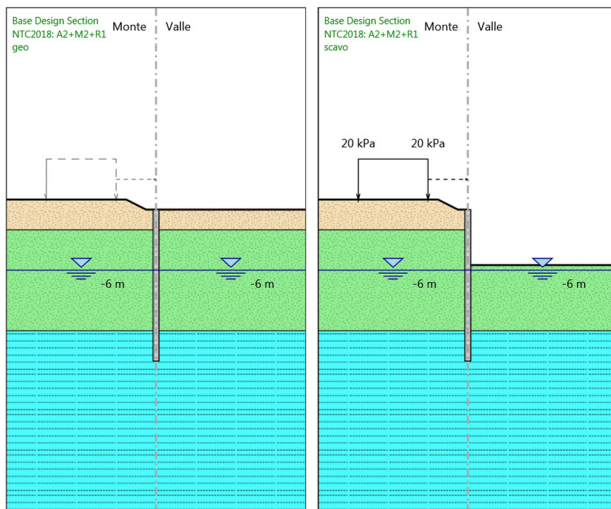 Base Design Section
NTC2018: A2+M2+R1
geo
Monte Valle
-6 m
-6 m
Base Design Section
NTC2018: A2+M2+R1
scavo
Monte Valle
20 kPa 20 kPa
-6 m
-6 m